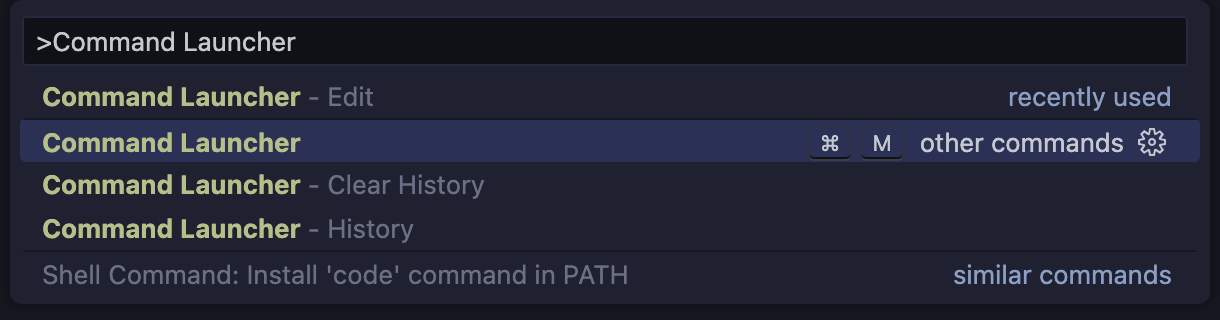 >Command Launcher
Command Launcher - Edit recently used
Command Launcher ⌘ M other commands
Command Launcher - Clear History
Command Launcher - History
Shell Command: Install 'code' command in PATH similar commands